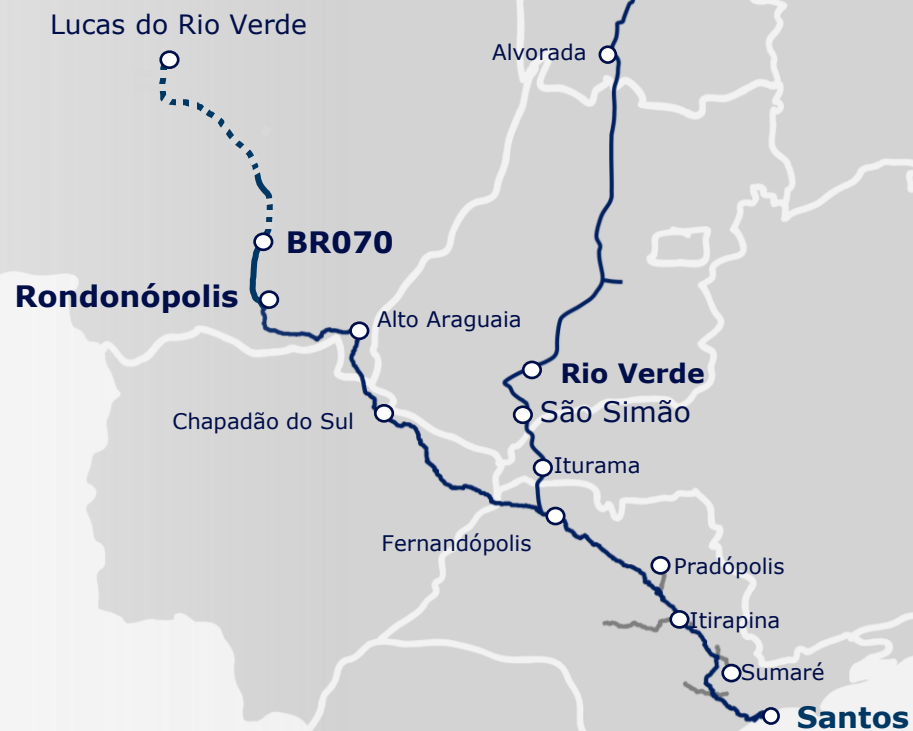 Lucas do Rio Verde
Alvorada
BR070
Rondonópolis
Alto Araguaia
Rio Verde
Chapadão do Sul
São Simão
Iturama
Fernandópolis
Pradópolis
Itirapina
Sumaré
Santos